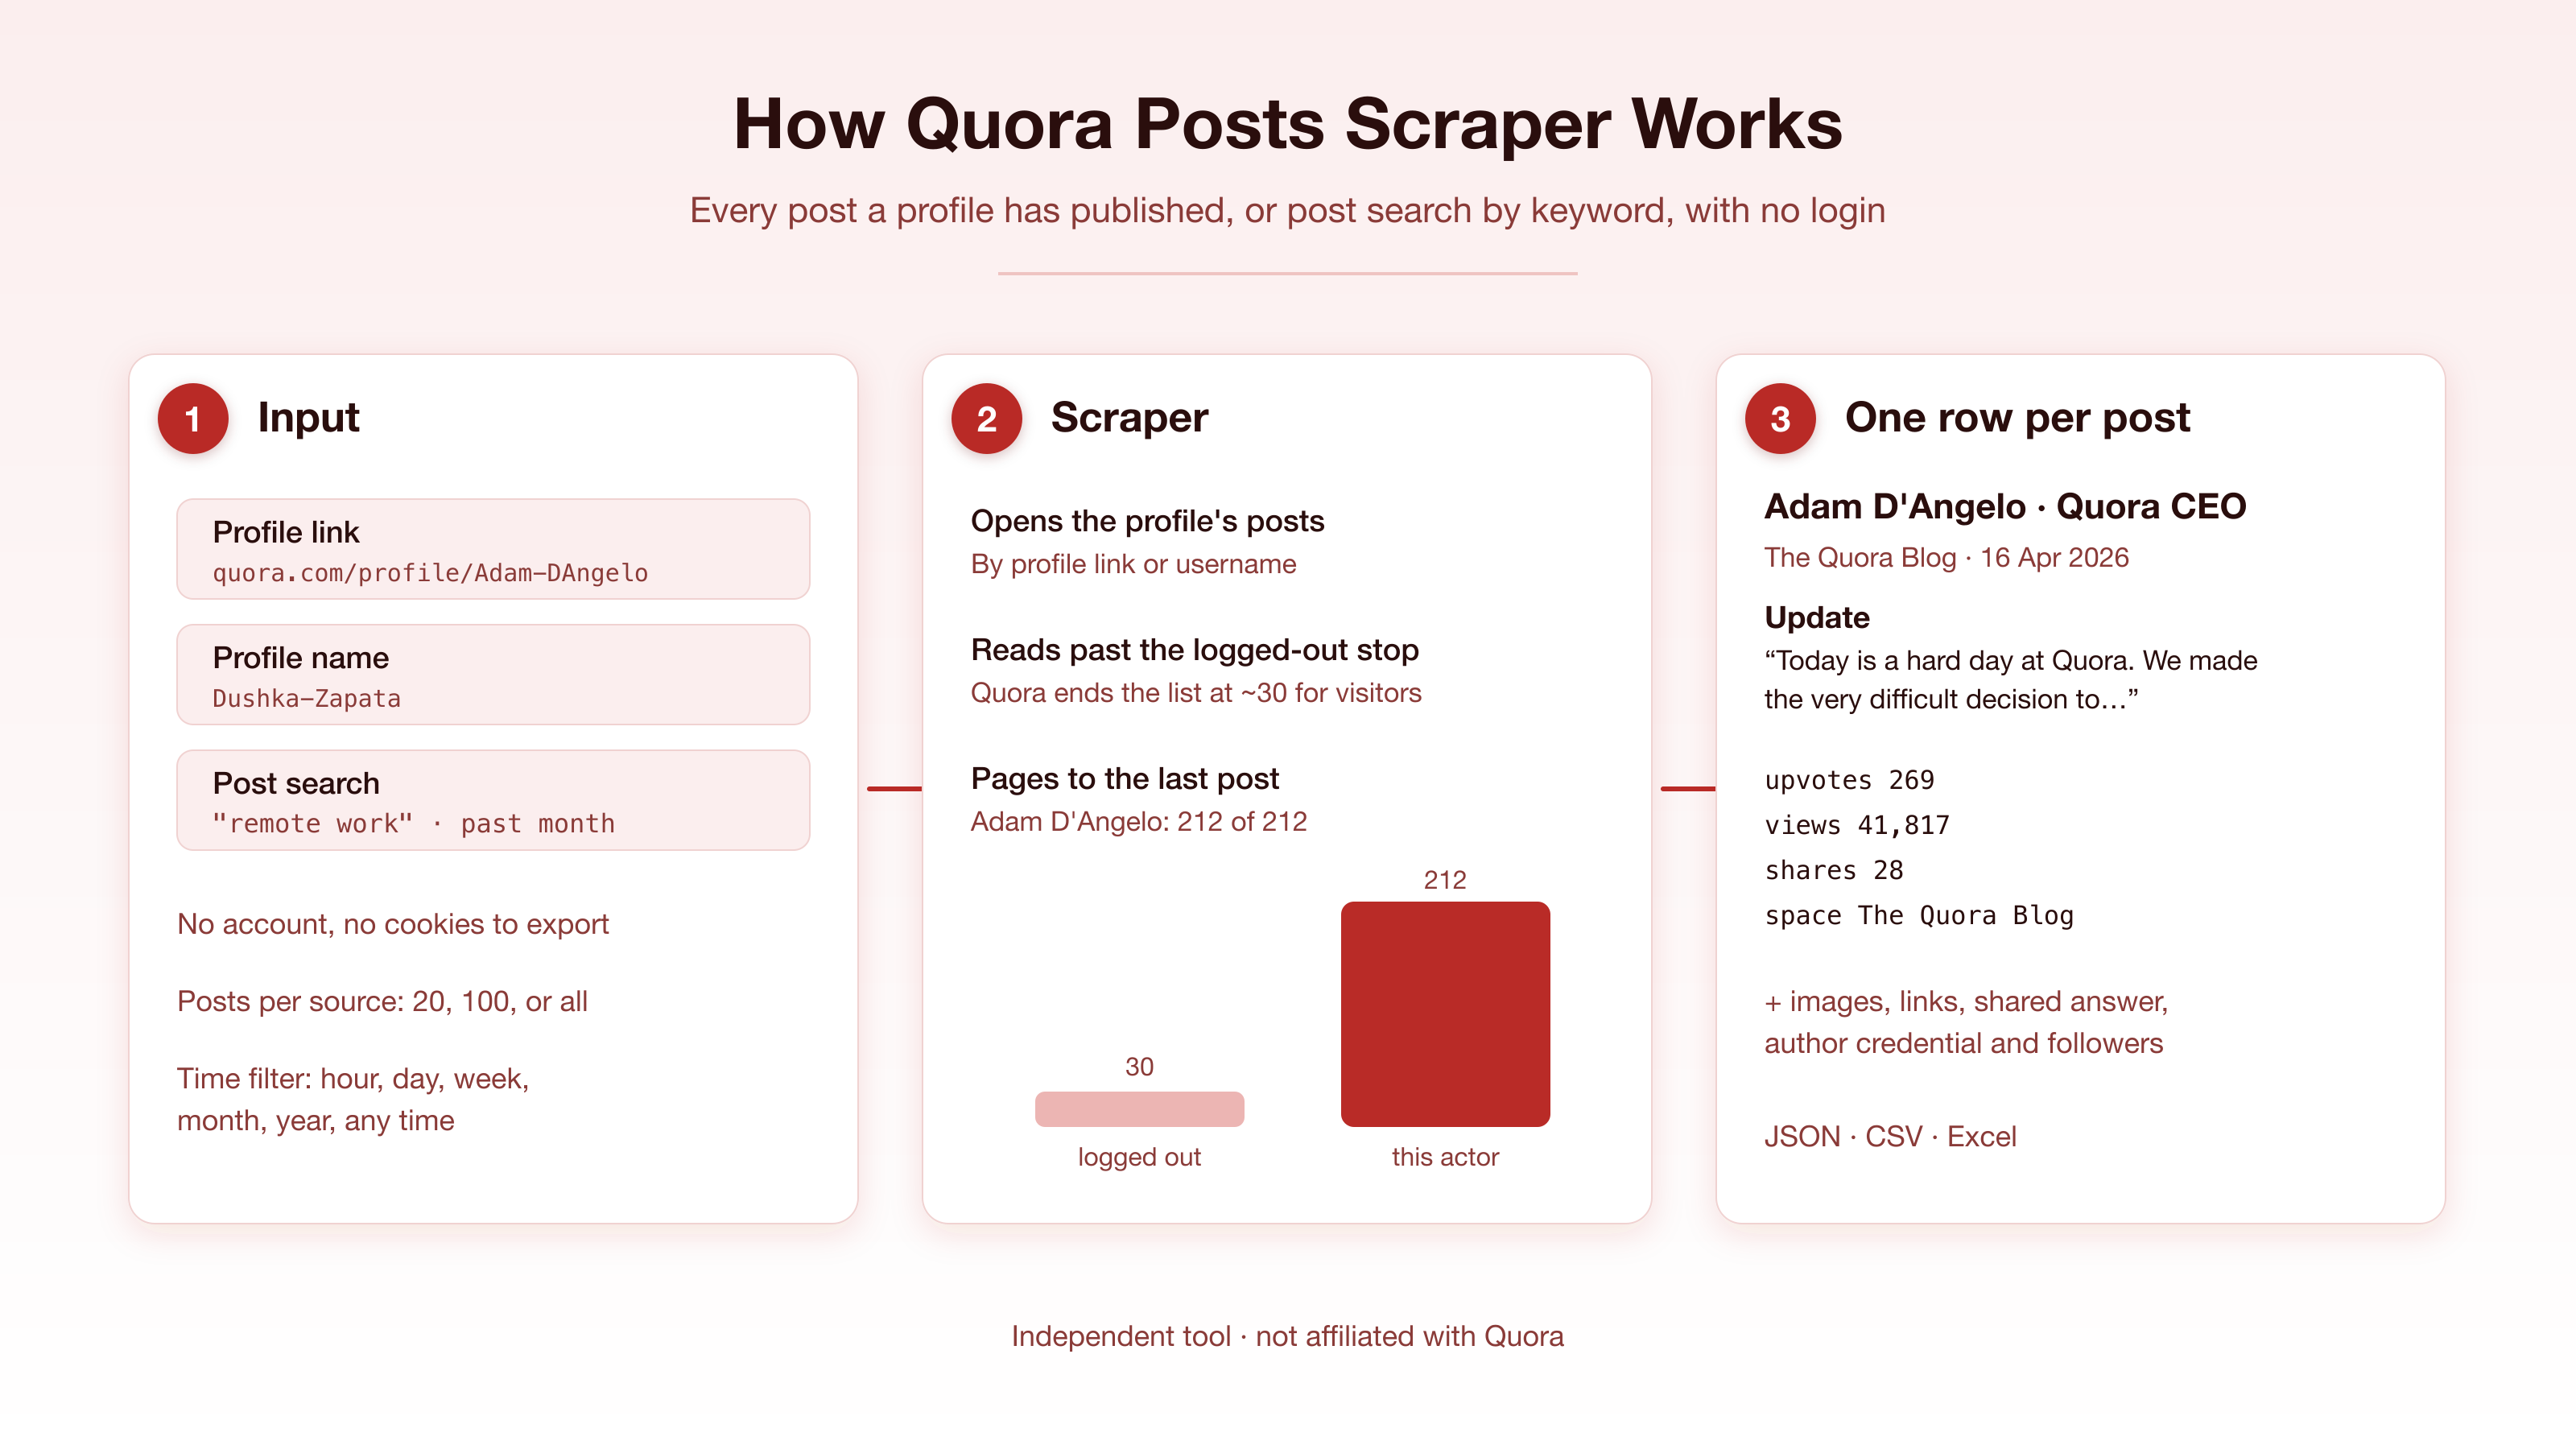 How Quora Posts Scraper Works
Every post a profile has published, or post search by keyword, with no login
1
Input
Profile link
quora.com/profile/Adam-DAngelo
Profile name
Dushka-Zapata
Post search
"remote work" · past month
No account, no cookies to export
Posts per source: 20, 100, or all
Time filter: hour, day, week,
month, year, any time
2
Scraper
Opens the profile's posts
By profile link or username
Reads past the logged-out stop
Quora ends the list at ~30 for visitors
Pages to the last post
Adam D'Angelo: 212 of 212
212
30
logged out
this actor
3
One row per post
Adam D'Angelo · Quora CEO
The Quora Blog · 16 Apr 2026
Update
“Today is a hard day at Quora. We made
the very difficult decision to…”
upvotes 269
views 41,817
shares 28
space The Quora Blog
+ images, links, shared answer,
author credential and followers
JSON · CSV · Excel
Independent tool · not affiliated with Quora